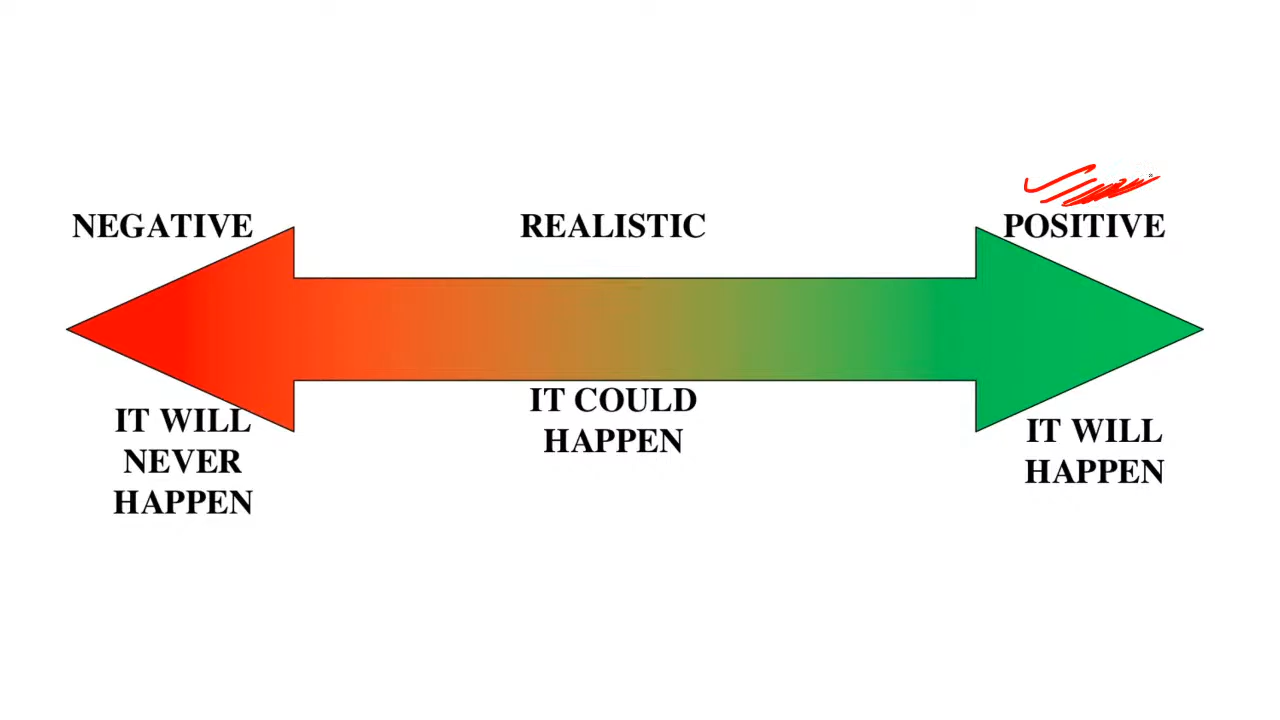 NEGATIVE
REALISTIC
POSITIVE
IT WILL
NEVER
HAPPEN
IT COULD
HAPPEN
IT WILL
HAPPEN